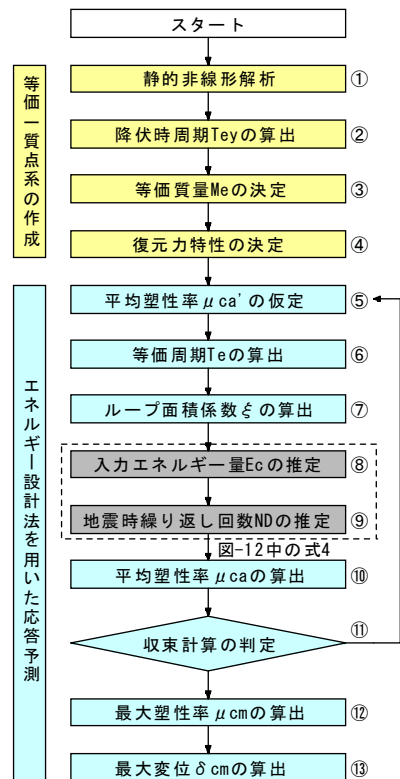 スタート
等価一質点系の作成
静的非線形解析 ①
降伏時周期Teyの算出 ②
等価質量Meの決定 ③
復元力特性の決定 ④
エネルギー設計法を用いた応答予測
平均塑性率μca'の仮定 ⑤
等価周期Teの算出 ⑥
ループ面積係数ξの算出 ⑦
入力エネルギー量Ecの推定 ⑧
地震時繰り返し回数NDの推定 ⑨
図-12中の式4
平均塑性率μcaの算出 ⑩
収束計算の判定 ⑪
最大塑性率μcmの算出 ⑫
最大変位δcmの算出 ⑬